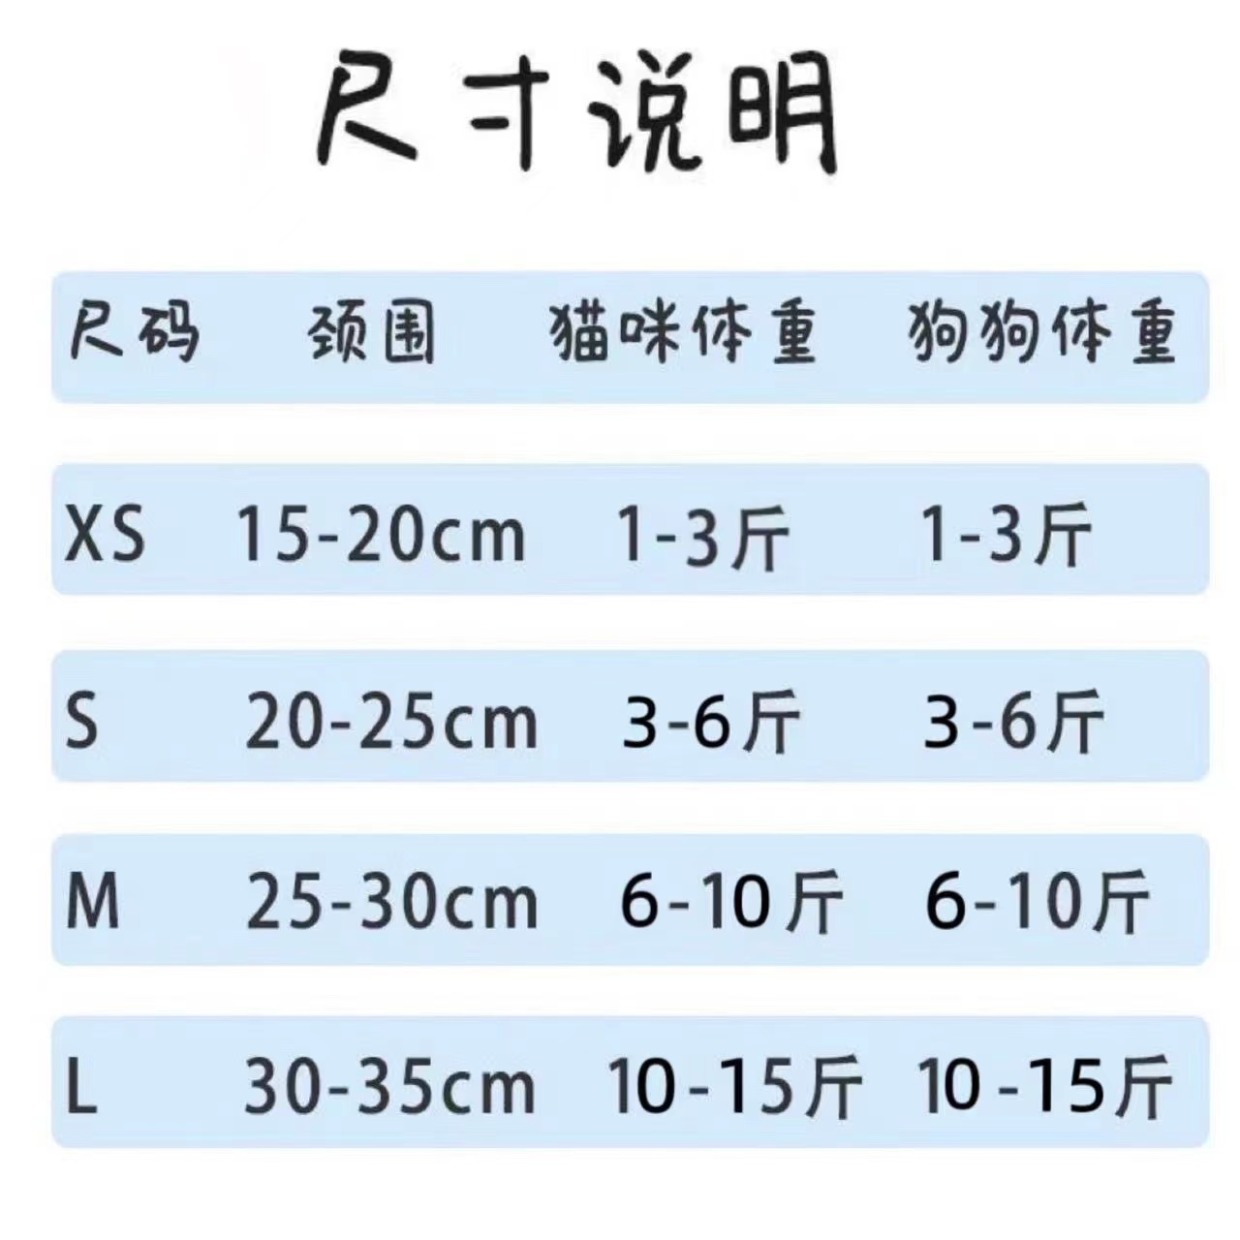 尺寸说明
尺码 颈围 猫咪体重 狗狗体重
XS 15-20cm 1-3斤 1-3斤
S 20-25cm 3-6斤 3-6斤
M 25-30cm 6-10斤 6-10斤
L 30-35cm 10-15斤 10-15斤